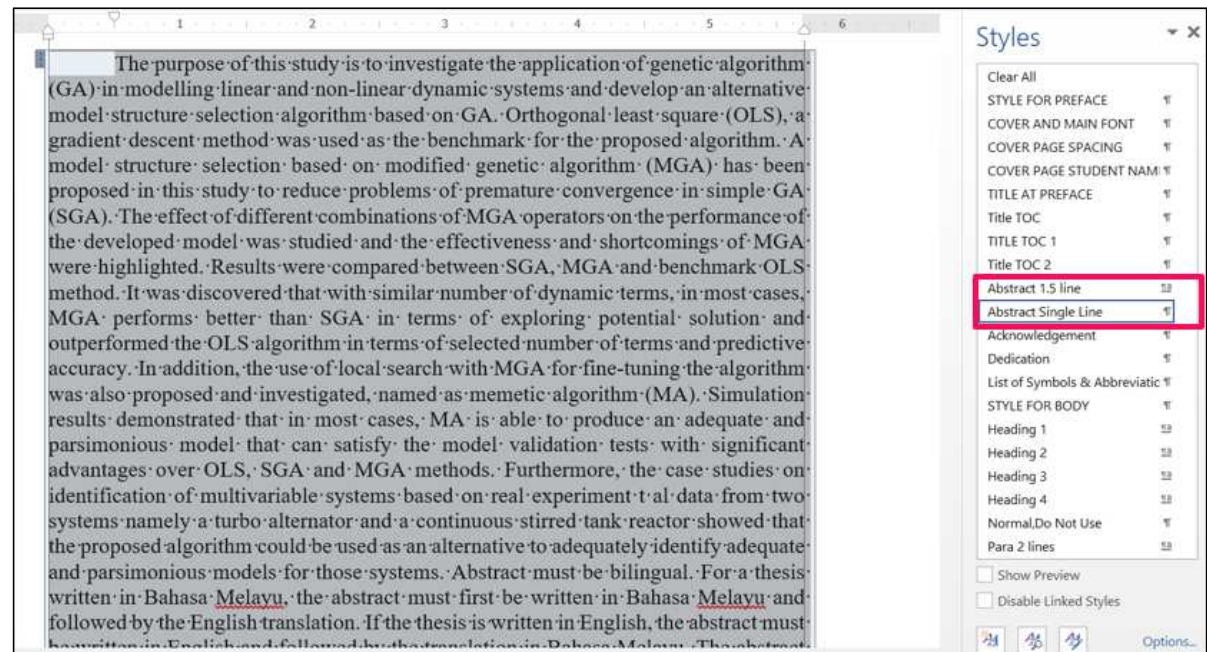 1 2 3 4 5 6
The purpose of this study is to investigate the application of genetic algorithm
(GA) in modelling linear and non-linear dynamic systems and develop an alternative
model structure selection algorithm based on GA. Orthogonal least square (OLS), a
gradient descent method was used as the benchmark for the proposed algorithm. A
model structure selection based on modified genetic algorithm (MGA) has been
proposed in this study to reduce problems of premature convergence in simple GA
(SGA). The effect of different combinations of MGA operators on the performance of
the developed model was studied and the effectiveness and shortcomings of MGA
were highlighted. Results were compared between SGA, MGA and benchmark OLS
method. It was discovered that with similar number of dynamic terms, in most cases,
MGA performs better than SGA in terms of exploring potential solution and
outperformed the OLS algorithm in terms of selected number of terms and predictive
accuracy. In addition, the use of local search with MGA for fine-tuning the algorithm
was also proposed and investigated, named as memetic algorithm (MA). Simulation
results demonstrated that in most cases, MA is able to produce an adequate and
parsimonious model that can satisfy the model validation tests with significant
advantages over OLS, SGA and MGA methods. Furthermore, the case studies on
identification of multivariable systems based on real experiment t al data from two
systems namely a turbo alternator and a continuous stirred tank reactor showed that
the proposed algorithm could be used as an alternative to adequately identify adequate
and parsimonious models for those systems. Abstract must be bilingual. For a thesis
written in Bahasa Melayu, the abstract must first be written in Bahasa Melayu and
followed by the English translation. If the thesis is written in English, the abstract must
be written in English and followed by the translation in Bahasa Melayu. The abstract
Styles
Clear All
STYLE FOR PREFACE
COVER AND MAIN FONT
COVER PAGE SPACING
COVER PAGE STUDENT NAM
TITLE AT PREFACE
Title TOC
TITLE TOC 1
Title TOC 2
Abstract 1.5 line
Abstract Single Line
Acknowledgement
Dedication
List of Symbols & Abbreviatic
STYLE FOR BODY
Heading 1
Heading 2
Heading 3
Heading 4
Normal,Do Not Use
Para 2 lines
Show Preview
Disable Linked Styles
Options...